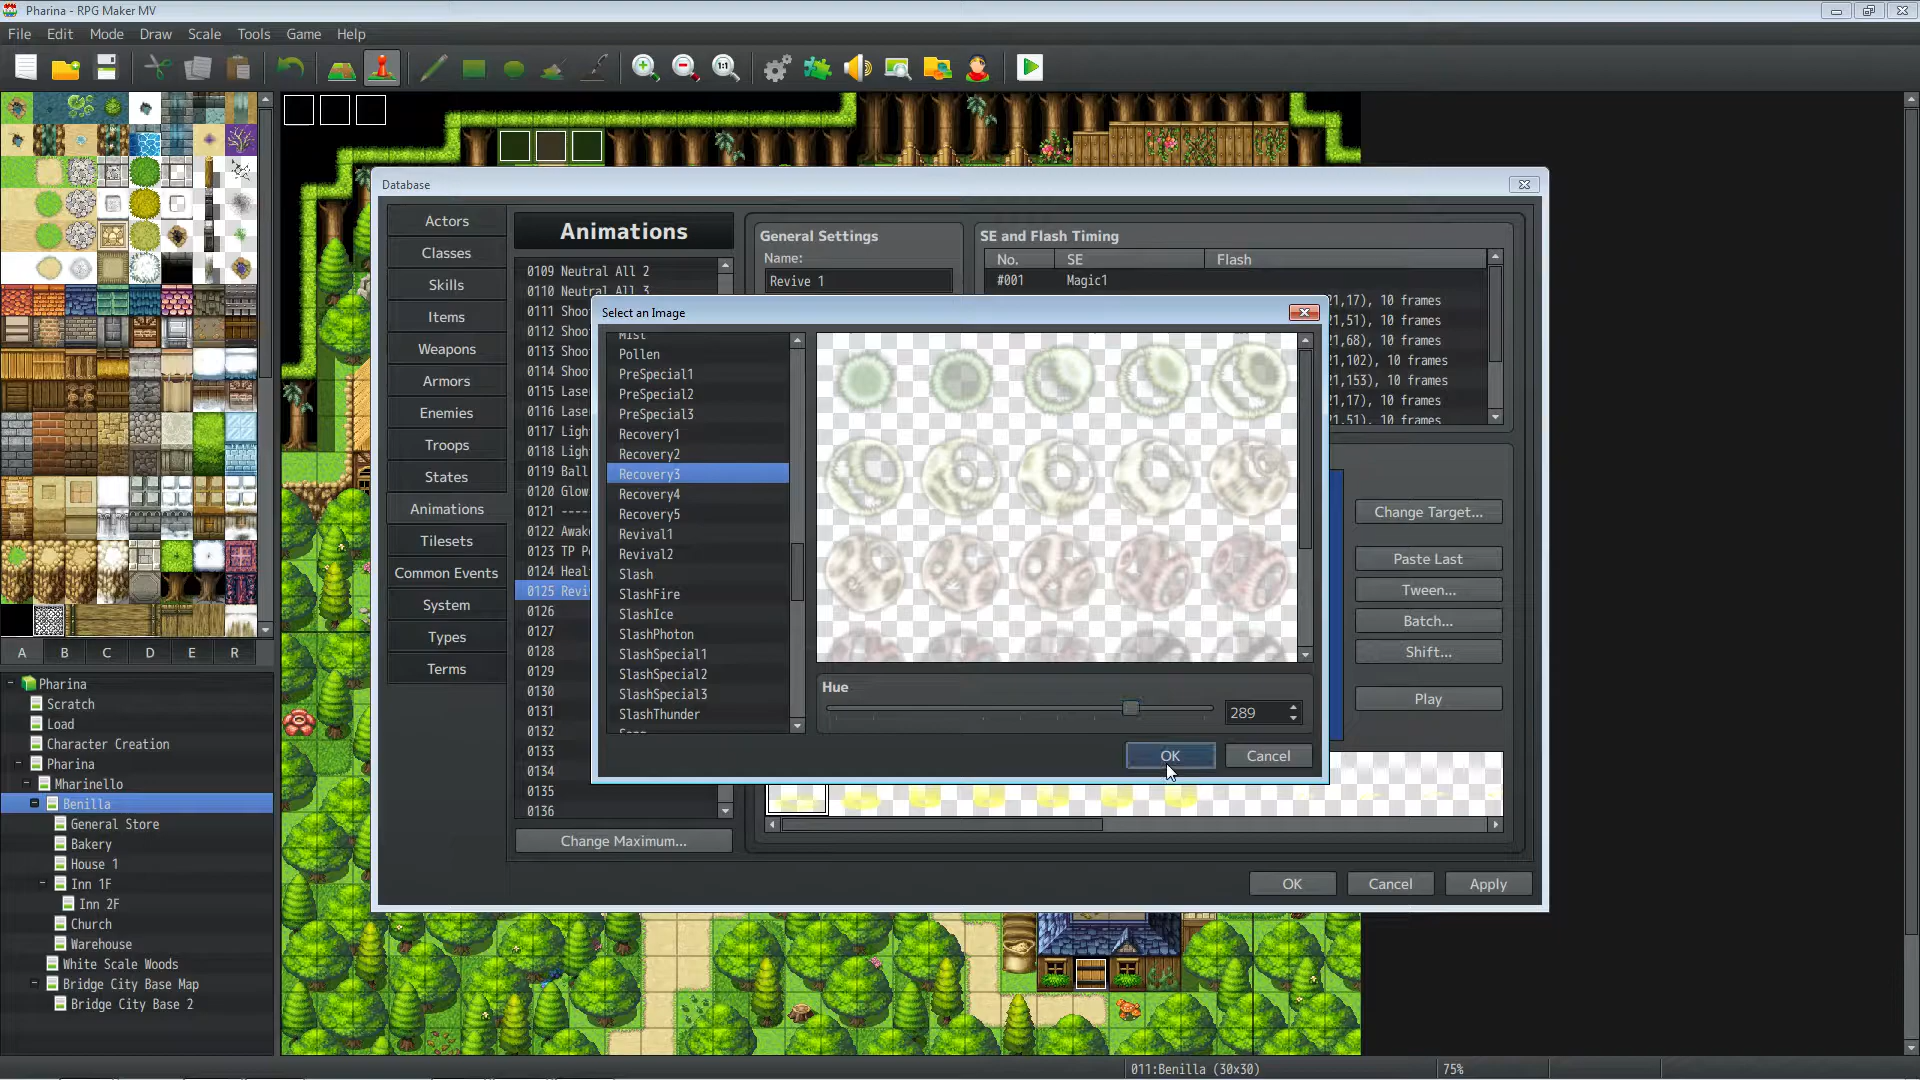 Pharina - RPG Maker MV
File Edit Mode Draw Scale Tools Game Help
1:1
A B C D E R
Pharina
Scratch
Load
Character Creation
Pharina
Mharinello
Benilla
General Store
Bakery
House 1
Inn 1F
Inn 2F
Church
Warehouse
White Scale Woods
Bridge City Base Map
Bridge City Base 2
Database
Actors
Classes
Skills
Items
Weapons
Armors
Enemies
Troops
States
Animations
Tilesets
Common Events
System
Types
Terms
Animations
0109 Neutral All 2
0110 Neutral All 3
0111 Shoo
0112 Shoo
0113 Shoo
0114 Shoo
0115 Lase
0116 Lase
0117 Ligh
0118 Ligh
0119 Ball
0120 Glow
0121 ----
0122 Awak
0123 TP P
0124 Heal
0125 Revi
0126
0127
0128
0129
0130
0131
0132
0133
0134
0135
0136
Change Maximum...
General Settings
Name:
Revive 1
SE and Flash Timing
No. SE Flash
#001 Magic1
21,17), 10 frames
21,51), 10 frames
21,68), 10 frames
21,102), 10 frames
21,153), 10 frames
21,17), 10 frames
21,51), 10 frames
Change Target...
Paste Last
Tween...
Batch...
Shift...
Play
OK Cancel Apply
Select an Image
Mist
Pollen
PreSpecial1
PreSpecial2
PreSpecial3
Recovery1
Recovery2
Recovery3
Recovery4
Recovery5
Revival1
Revival2
Slash
SlashFire
SlashIce
SlashPhoton
SlashSpecial1
SlashSpecial2
SlashSpecial3
SlashThunder
Hue
289
OK Cancel
011:Benilla (30x30) 75%